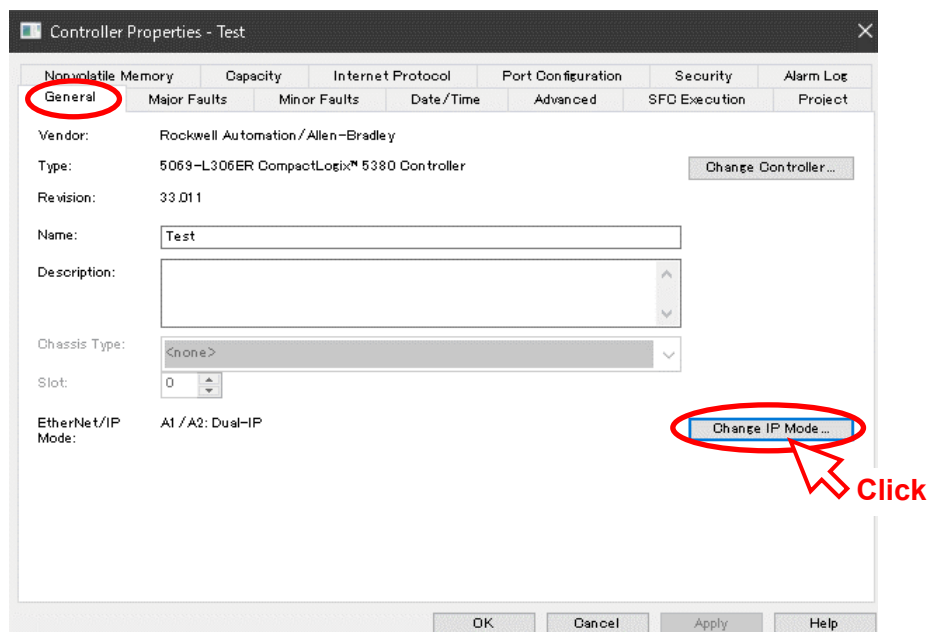 Controller Properties - Test
Nonvolatile Memory Capacity Internet Protocol Port Configuration Security Alarm Log
General Major Faults Minor Faults Date/Time Advanced SFC Execution Project
Vendor: Rockwell Automation/Allen-Bradley
Type: 5069-L306ER CompactLogix™ 5380 Controller Change Controller...
Revision: 33.011
Name: Test
Description:
Chassis Type: <none>
Slot: 0
EtherNet/IP A1/A2: Dual-IP Change IP Mode...
Mode:
Click
OK Cancel Apply Help